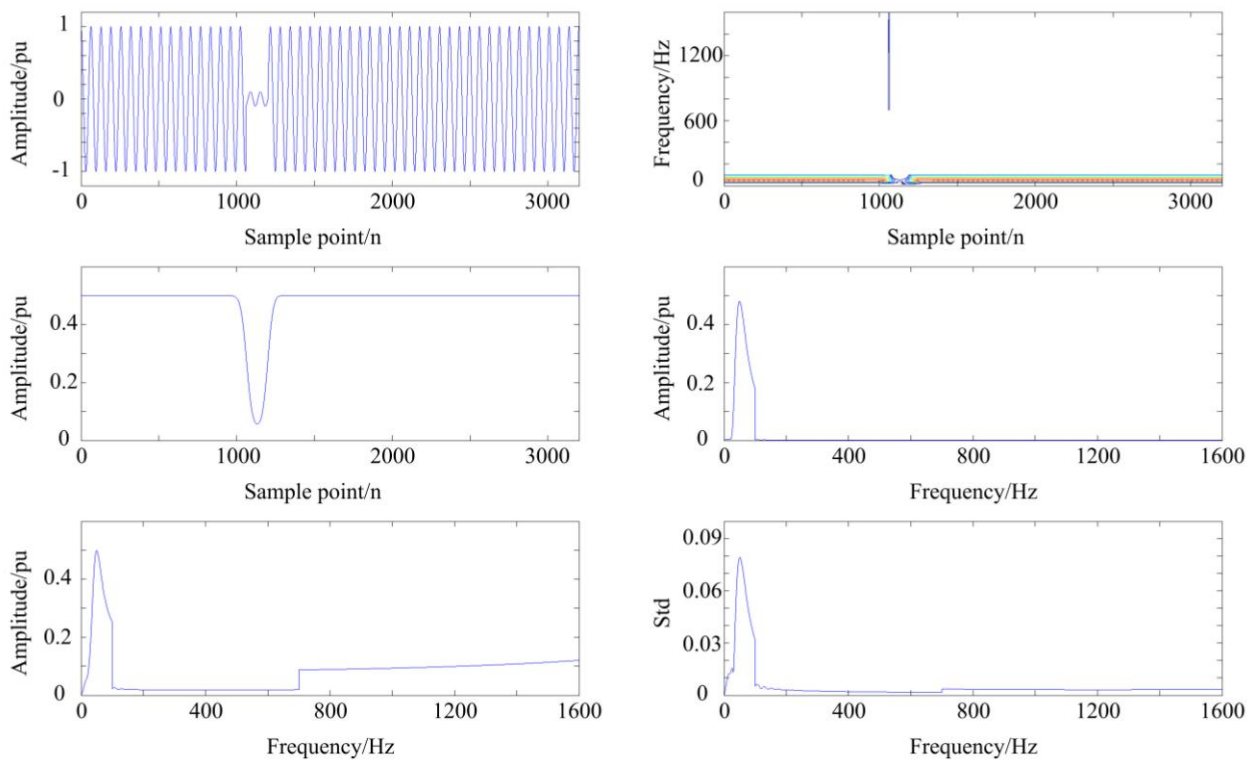 Amplitude/pu
1
0
-1
0 1000 2000 3000
Sample point/n
Frequency/Hz
1200
600
0
0 1000 2000 3000
Sample point/n
Amplitude/pu
0.4
0.2
0
0 1000 2000 3000
Sample point/n
Amplitude/pu
0.4
0.2
0
0 400 800 1200 1600
Frequency/Hz
Amplitude/pu
0.4
0.2
0
0 400 800 1200 1600
Frequency/Hz
Std
0.09
0.06
0.03
0
0 400 800 1200 1600
Frequency/Hz